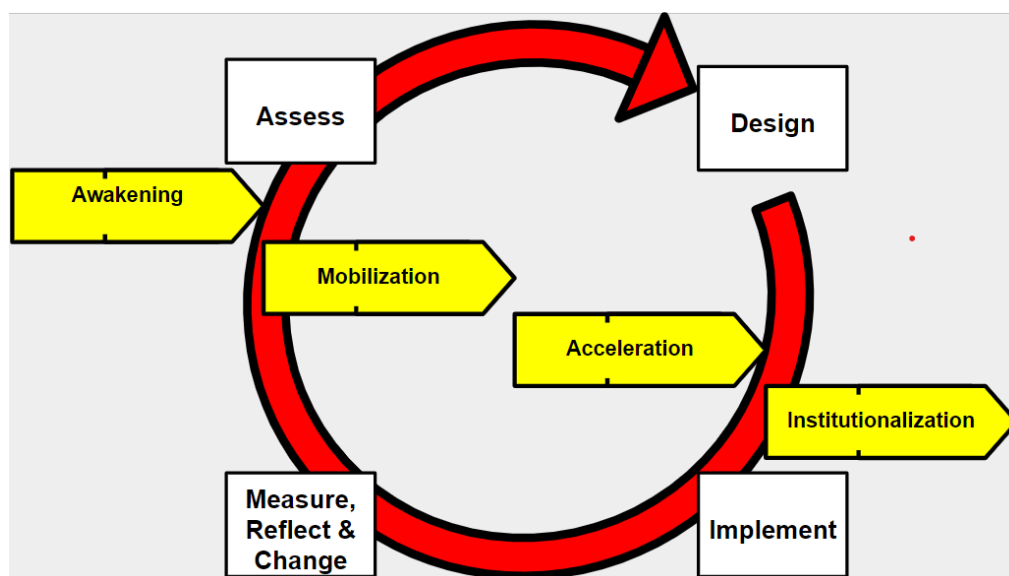 Assess
Design
Awakening
Mobilization
Acceleration
Institutionalization
Measure,
Reflect &
Change
Implement